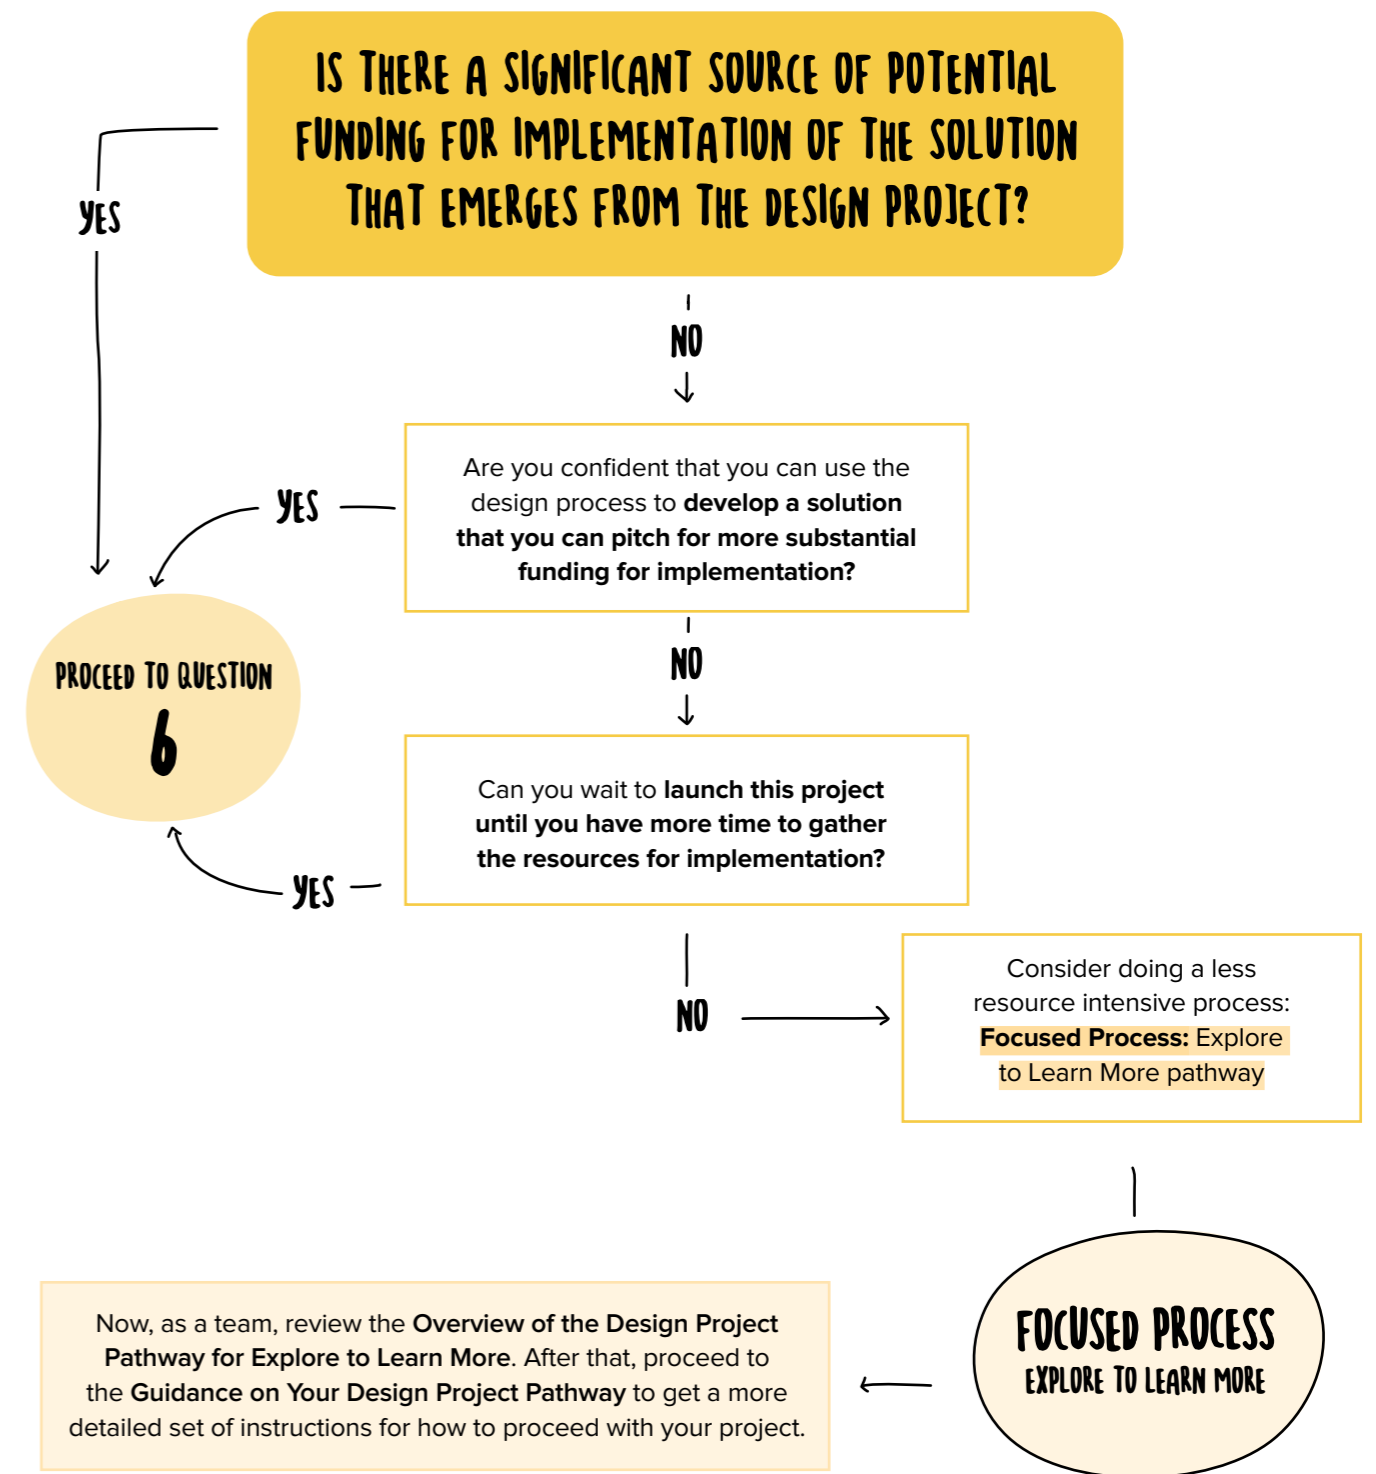 IS THERE A SIGNIFICANT SOURCE OF POTENTIAL
FUNDING FOR IMPLEMENTATION OF THE SOLUTION
THAT EMERGES FROM THE DESIGN PROJECT?
YES
NO
Are you confident that you can use the
design process to develop a solution
that you can pitch for more substantial
funding for implementation?
YES
NO
PROCEED TO QUESTION
6
Can you wait to launch this project
until you have more time to gather
the resources for implementation?
YES
NO
Consider doing a less
resource intensive process:
Focused Process: Explore
to Learn More pathway
FOCUSED PROCESS
EXPLORE TO LEARN MORE
Now, as a team, review the Overview of the Design Project
Pathway for Explore to Learn More. After that, proceed to
the Guidance on Your Design Project Pathway to get a more
detailed set of instructions for how to proceed with your project.